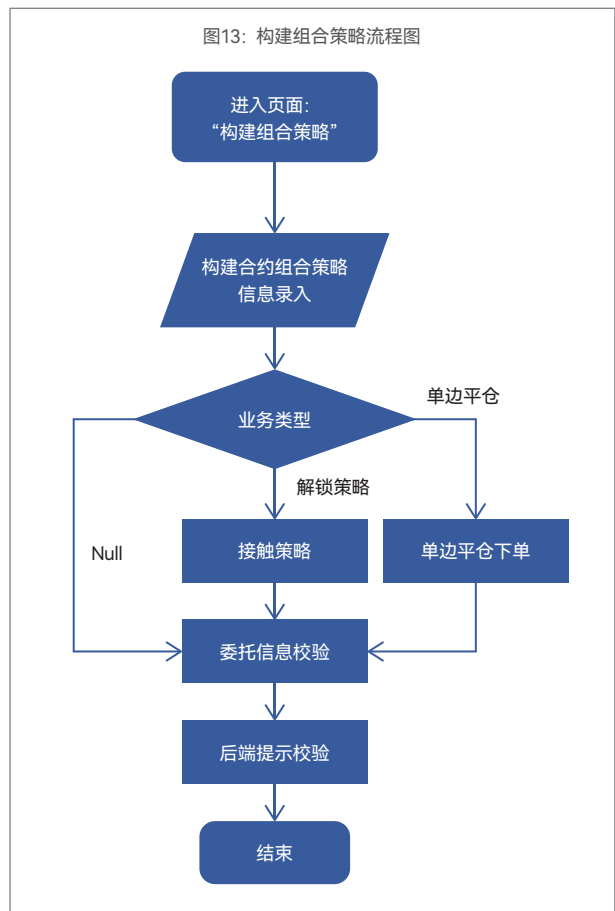 图13：构建组合策略流程图
进入页面：
“构建组合策略”
构建合约组合策略
信息录入
业务类型
单边平仓
解锁策略
Null
接触策略
单边平仓下单
委托信息校验
后端提示校验
结束